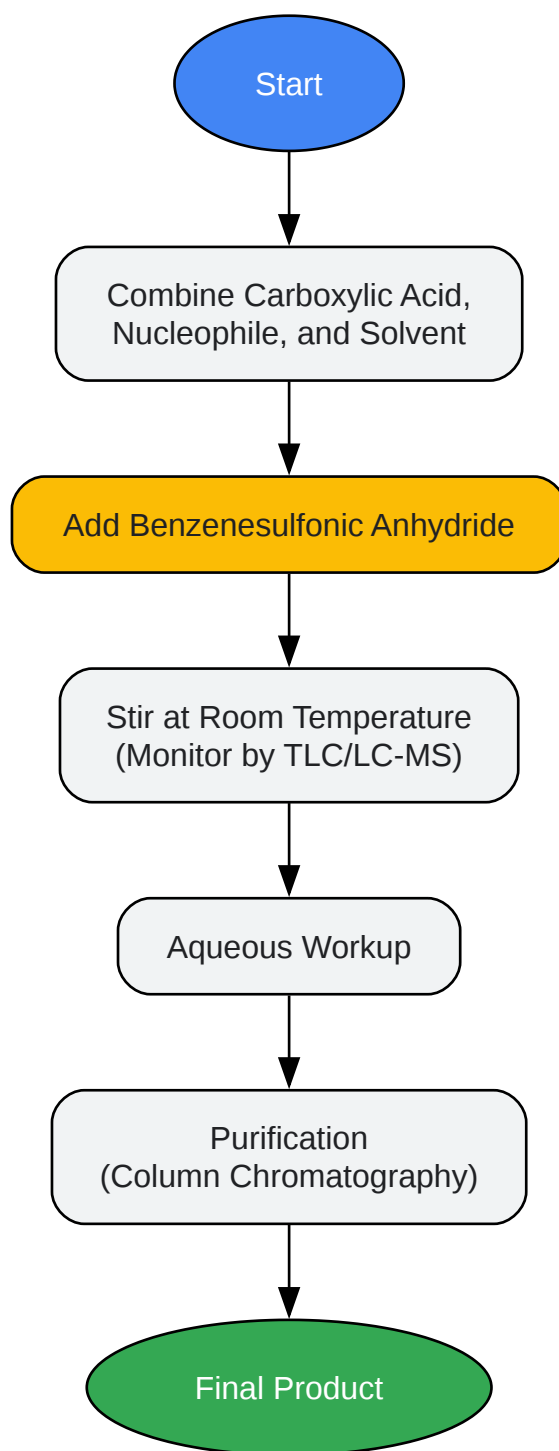 Start
Combine Carboxylic Acid,
Nucleophile, and Solvent
Add Benzenesulfonic Anhydride
Stir at Room Temperature
(Monitor by TLC/LC-MS)
Aqueous Workup
Purification
(Column Chromatography)
Final Product